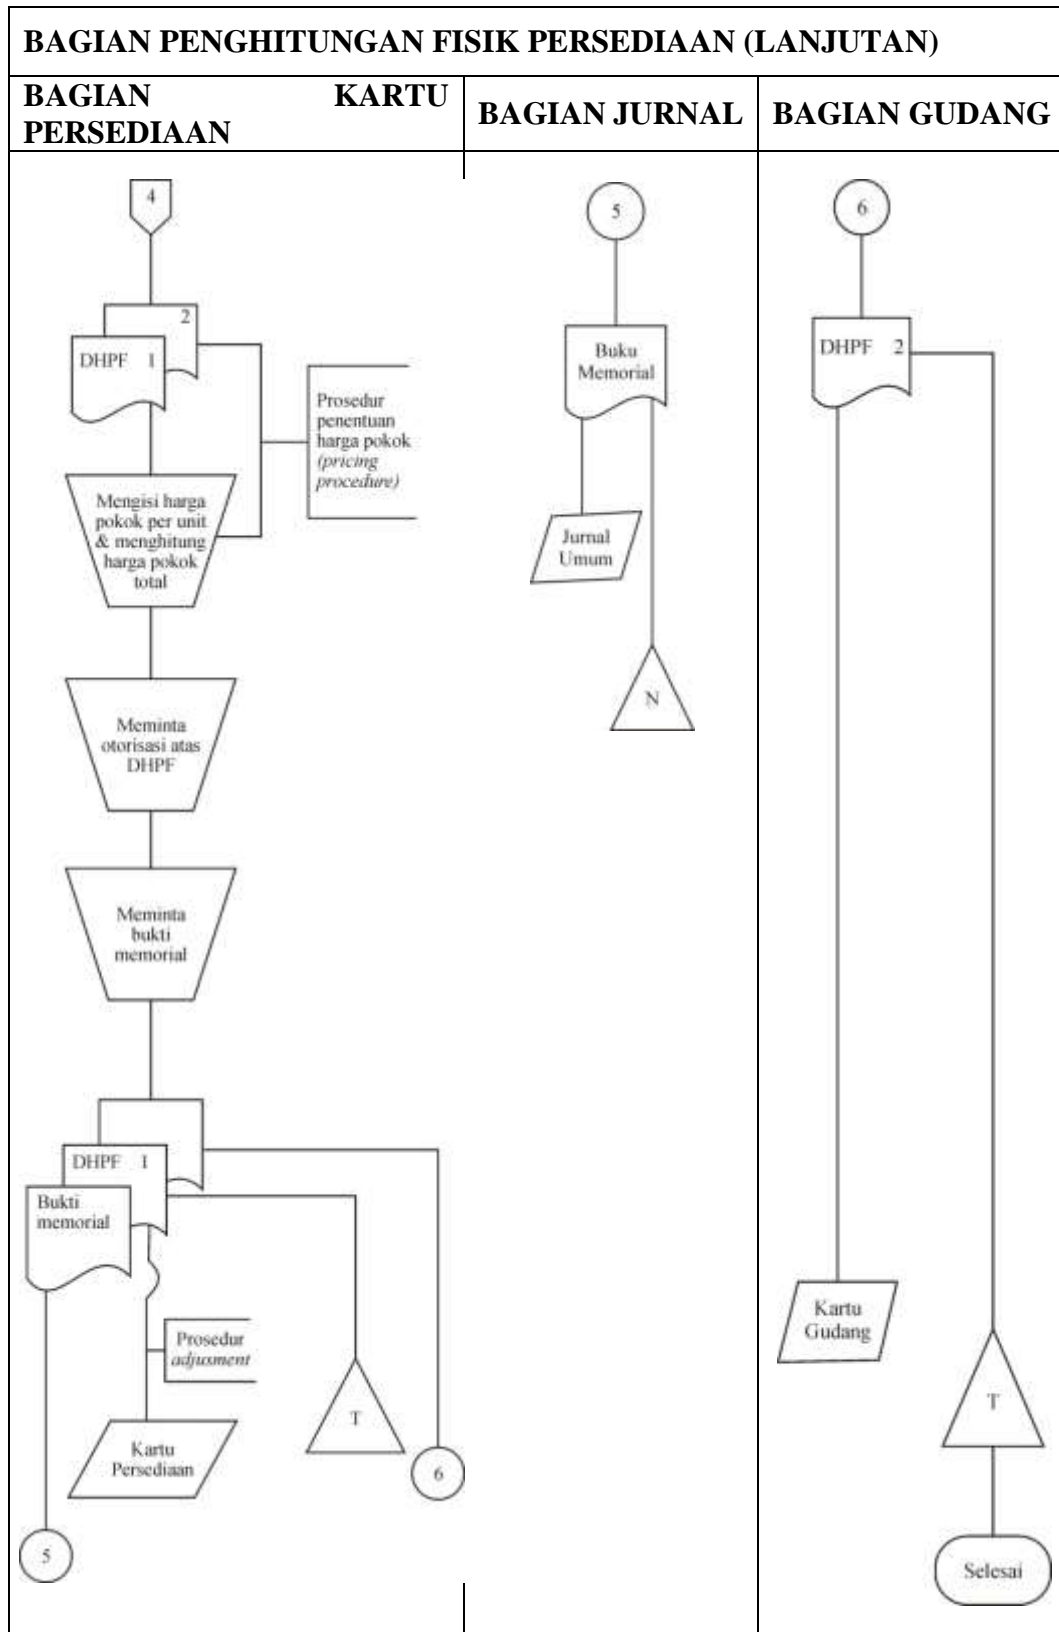 BAGIAN PENGHITUNGAN FISIK PERSEDIAAN (LANJUTAN)
BAGIAN KARTU
PERSEDIAAN
BAGIAN JURNAL
BAGIAN GUDANG
4
2
DHPF 1
Prosedur
penentuan
harga pokok
(pricing
procedure)
Mengisi harga
pokok per unit
& menghitung
harga pokok
total
Meminta
otorisasi atas
DHPF
Meminta
bukti
memorial
DHPF 1
Bukti
memorial
Prosedur
adjusment
Kartu
Persediaan
T
6
5
5
Buku
Memorial
Jurnal
Umum
N
6
DHPF 2
Kartu
Gudang
T
Selesai